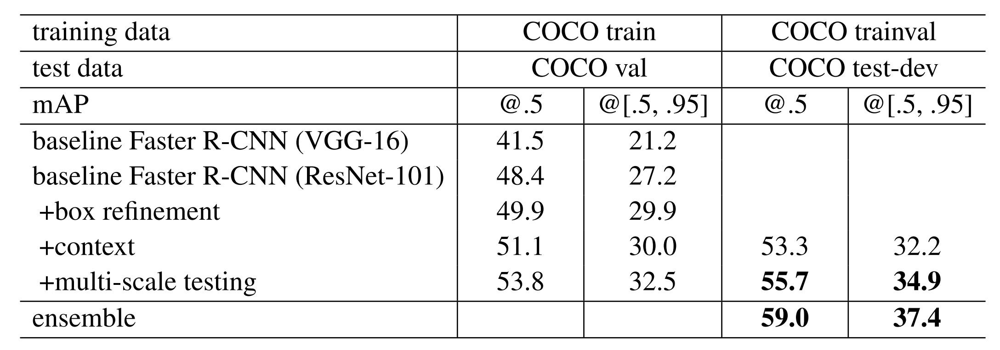 training data COCO train COCO trainval
test data COCO val COCO test-dev
mAP @.5 @[.5, .95] @.5 @[.5, .95]
baseline Faster R-CNN (VGG-16) 41.5 21.2
baseline Faster R-CNN (ResNet-101) 48.4 27.2
+box refinement 49.9 29.9
+context 51.1 30.0 53.3 32.2
+multi-scale testing 53.8 32.5 55.7 34.9
ensemble 59.0 37.4